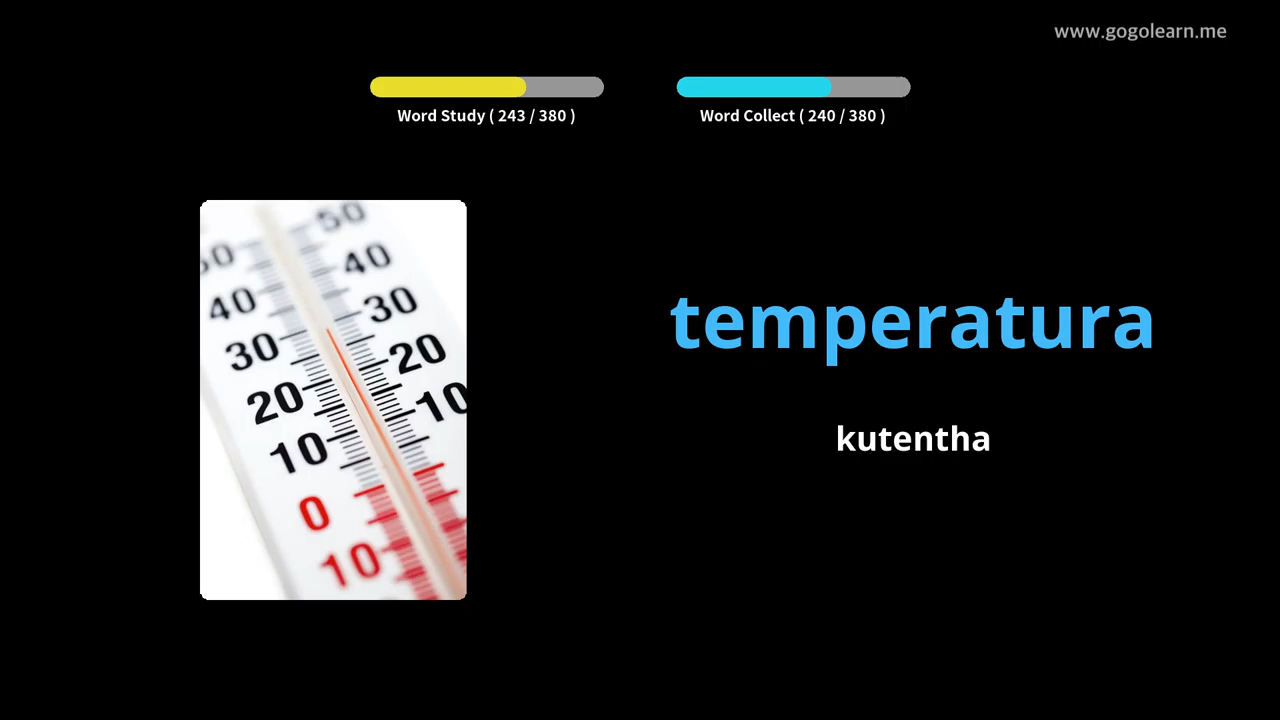 www.gogolearn.me
Word Study ( 243 / 380 )
Word Collect ( 240 / 380 )
50
40
40
30
30
20
20
10
10
0
10
temperatura
kutentha